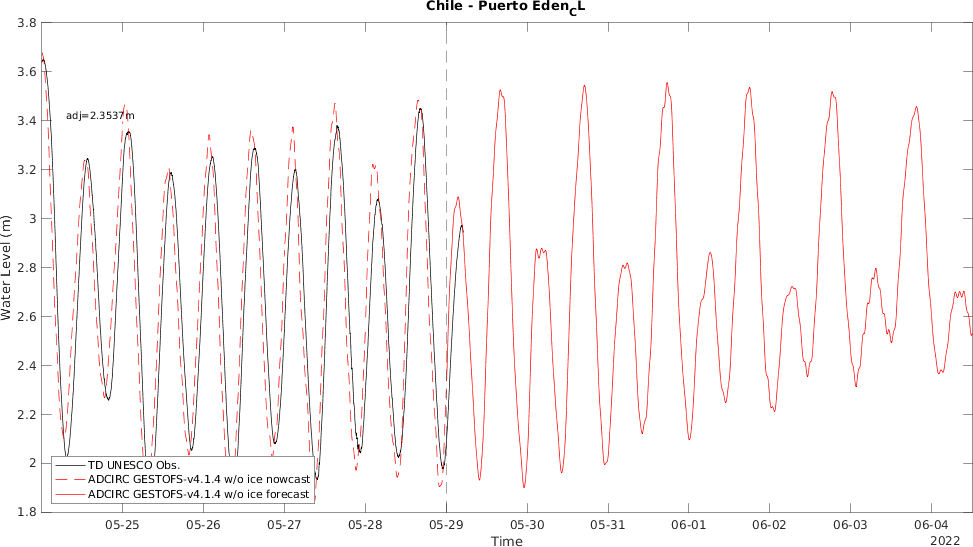 Chile - Puerto Eden_CL
3.8
3.6
3.4
3.2
3
2.8
2.6
2.4
2.2
2
1.8
Water Level (m)
adj=2.3537m
TD UNESCO Obs.
ADCIRC GESTOFS-v4.1.4 w/o ice nowcast
ADCIRC GESTOFS-v4.1.4 w/o ice forecast
05-25 05-26 05-27 05-28 05-29 05-30 05-31 06-01 06-02 06-03 06-04
Time
2022